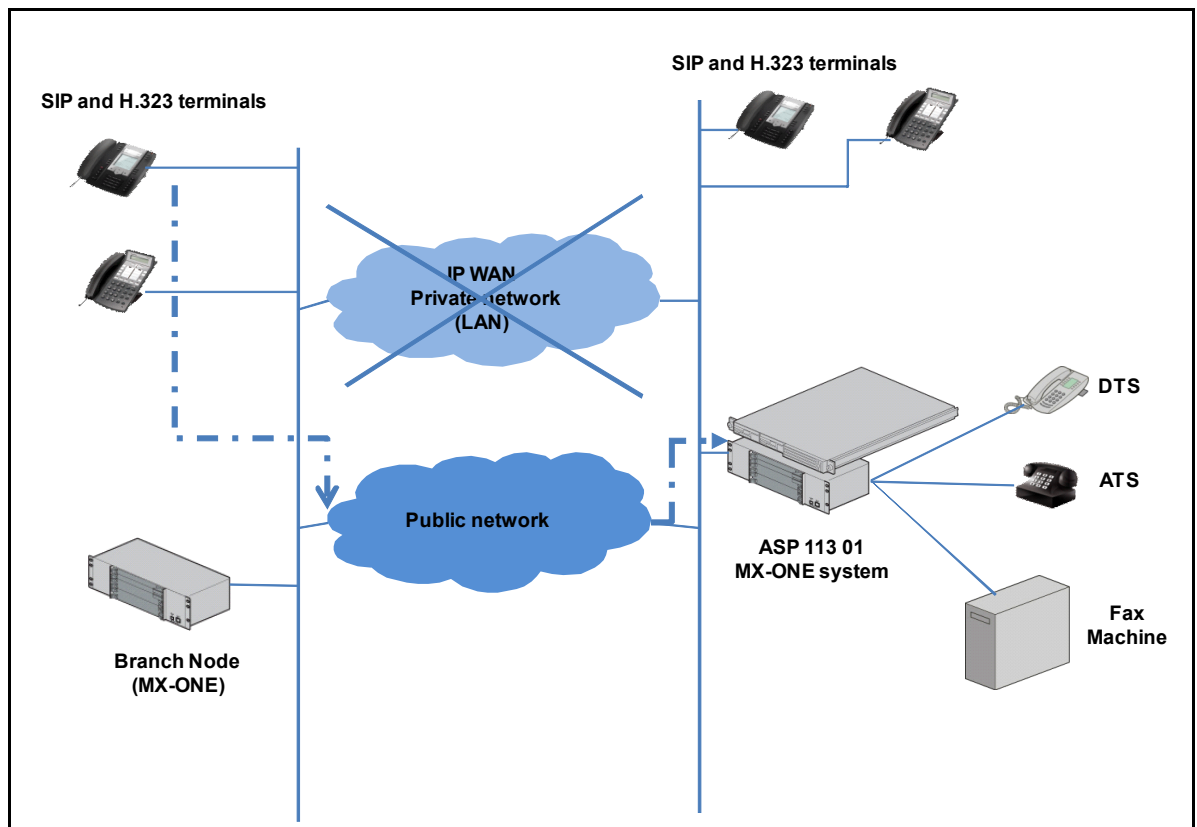 SIP and H.323 terminals
SIP and H.323 terminals
IP WAN
Private network
(LAN)
DTS
ATS
Public network
ASP 113 01
MX-ONE system
Fax
Machine
Branch Node
(MX-ONE)